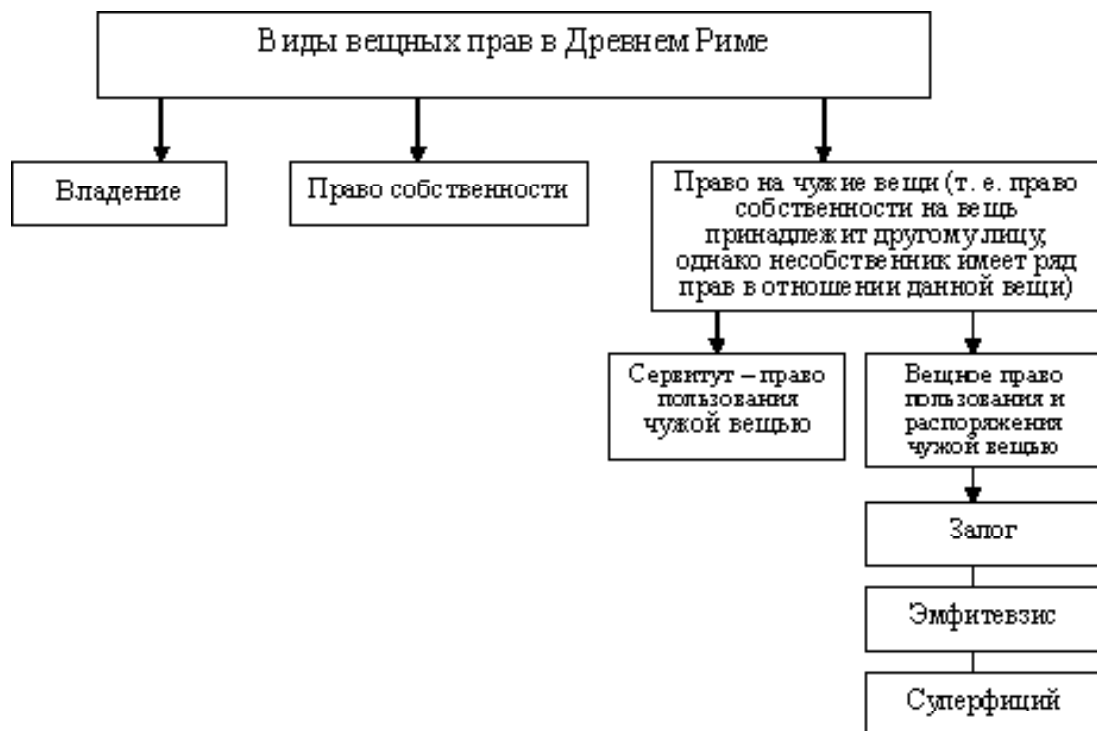 Виды вещных прав в Древнем Риме
Владение
Право собственности
Право на чужие вещи (т. е. право
собственности на вещь
принадлежит другому лицу,
однако несобственник имеет ряд
прав в отношении данной вещи)
Сервитут – право
пользования
чужой вещью
Вещное право
пользования и
распоряжения
чужой вещью
Залог
Эмфитевзис
Суперфиций